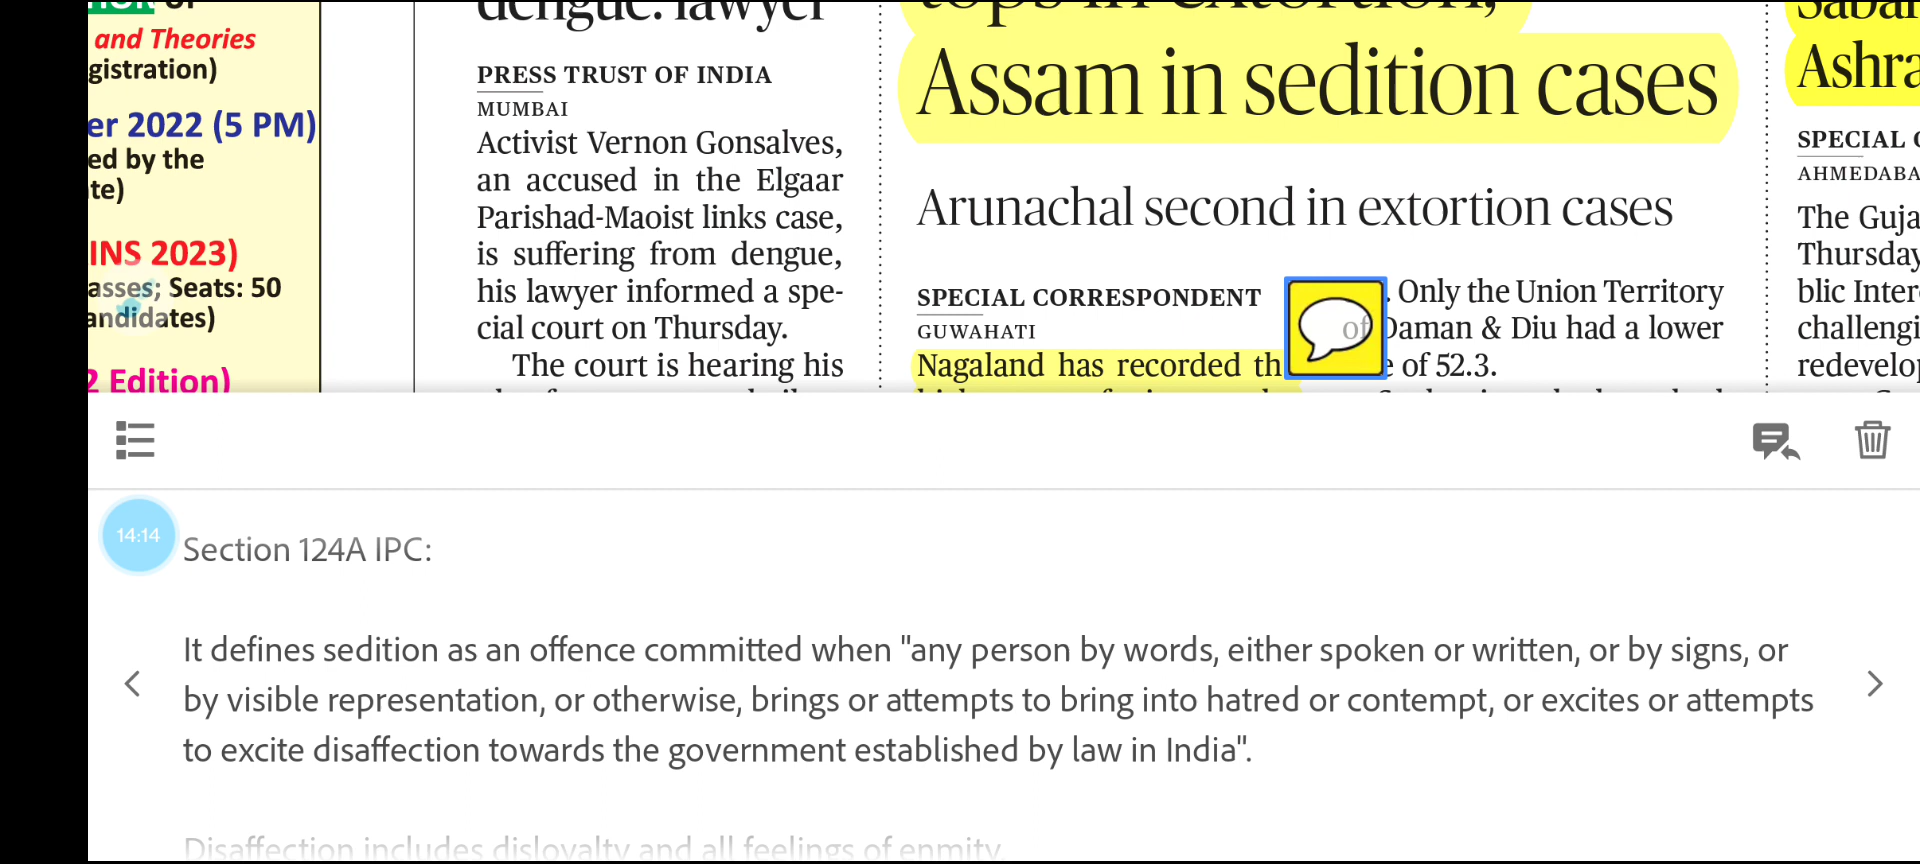 and Theories
gistration)
er 2022 (5 PM)
ed by the
te)
INS 2023)
asses; Seats: 50
andidates)
2 Edition)
dengue: lawyer
PRESS TRUST OF INDIA
MUMBAI
Activist Vernon Gonsalves,
an accused in the Elgaar
Parishad-Maoist links case,
is suffering from dengue,
his lawyer informed a spe-
cial court on Thursday.
The court is hearing his
tops in extortion,
Assam in sedition cases
Arunachal second in extortion cases
SPECIAL CORRESPONDENT
GUWAHATI
Nagaland has recorded th
. Only the Union Territory
of Daman & Diu had a lower
e of 52.3.
Ashra
SPECIAL C
AHMEDABA
The Guja
Thursday
blic Inter
challengi
redevelop
14:14
Section 124A IPC:
It defines sedition as an offence committed when "any person by words, either spoken or written, or by signs, or
by visible representation, or otherwise, brings or attempts to bring into hatred or contempt, or excites or attempts
to excite disaffection towards the government established by law in India".
Disaffection includes disloyalty and all feelings of enmity